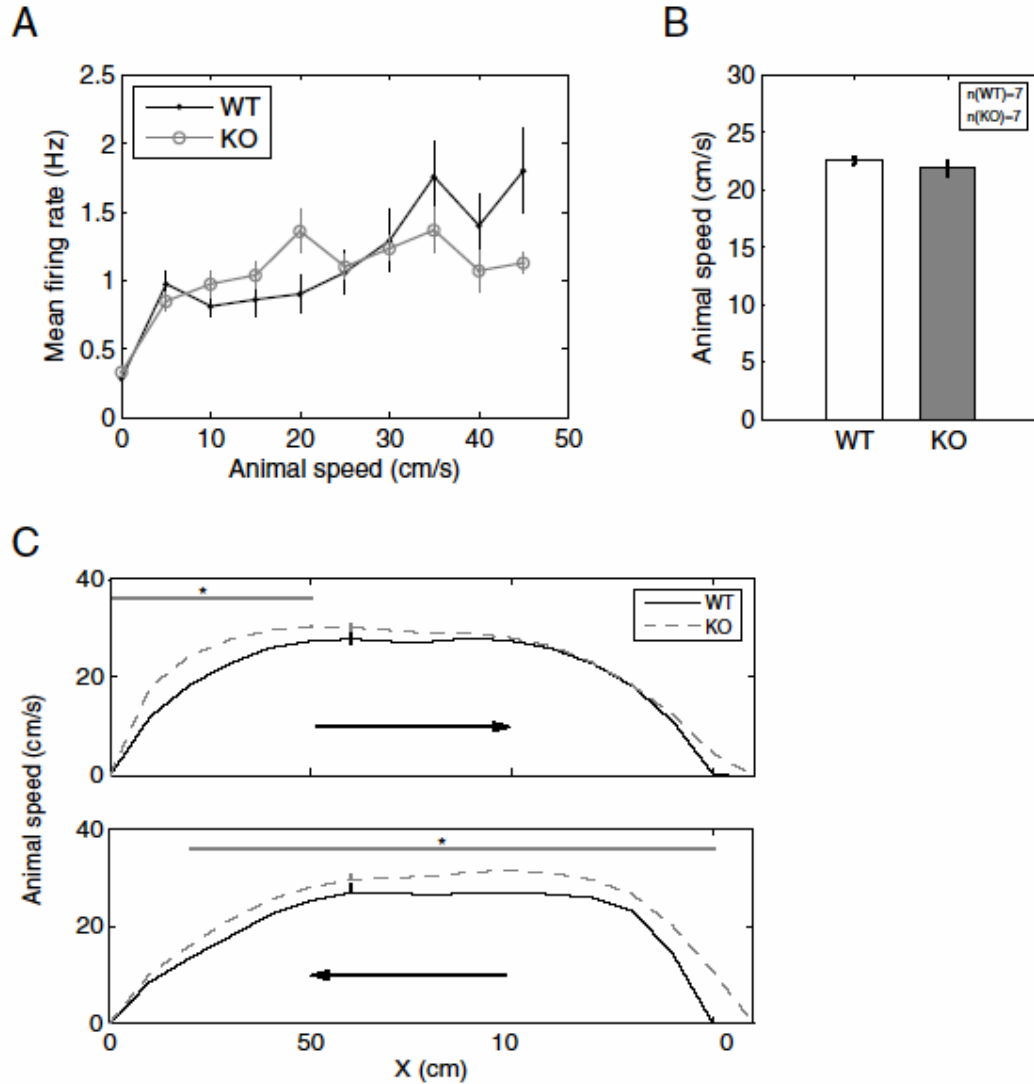 A
2.5
2
1.5
1
0.5
0
Mean firing rate (Hz)
WT
KO
0 10 20 30 40 50
Animal speed (cm/s)
B
30
25
20
15
10
5
0
Animal speed (cm/s)
n(WT)=7
n(KO)=7
WT KO
C
40
20
0
*
WT
KO
Animal speed (cm/s)
40
20
0
*
0 50 10 0
X (cm)